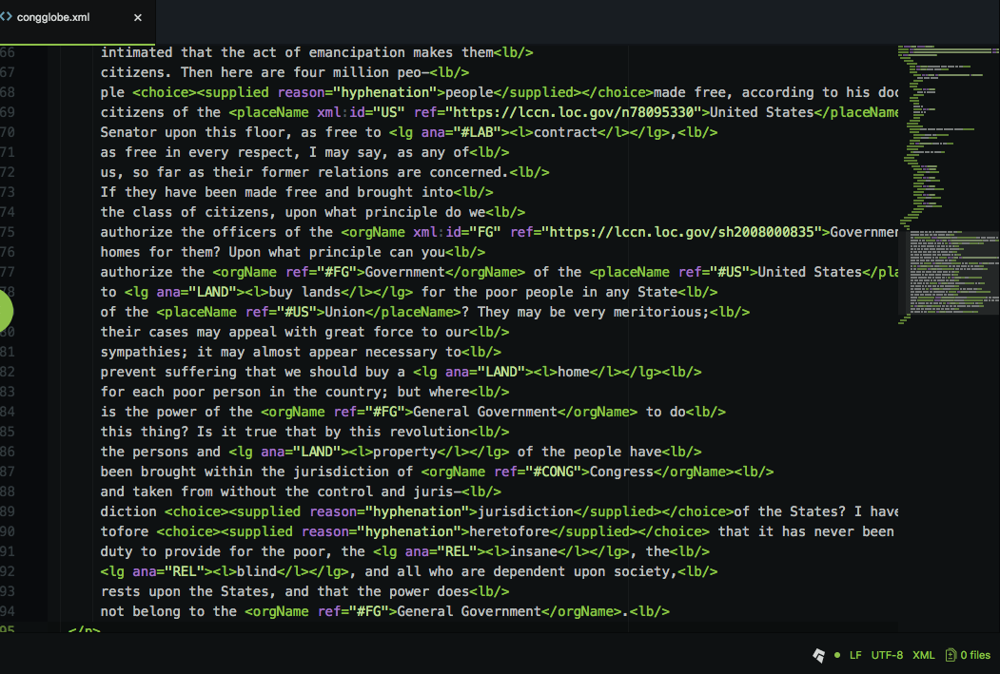 <> congglobe.xml ×
66 intimated that the act of emancipation makes them<lb/>
67 citizens. Then here are four million peo-<lb/>
68 ple <choice><supplied reason="hyphenation">people</supplied></choice>made free, according to his doc
69 citizens of the <placeName xml:id="US" ref="https://lccn.loc.gov/n78095330">United States</placeName
70 Senator upon this floor, as free to <lg ana="#LAB"><l>contract</l></lg>,<lb/>
71 as free in every respect, I may say, as any of<lb/>
72 us, so far as their former relations are concerned.<lb/>
73 If they have been made free and brought into<lb/>
74 the class of citizens, upon what principle do we<lb/>
75 authorize the officers of the <orgName xml:id="FG" ref="https://lccn.loc.gov/sh2008000835">Governmen
76 homes for them? Upon what principle can you<lb/>
77 authorize the <orgName ref="#FG">Government</orgName> of the <placeName ref="#US">United States</pla
78 to <lg ana="LAND"><l>buy lands</l></lg> for the poor people in any State<lb/>
of the <placeName ref="#US">Union</placeName>? They may be very meritorious;<lb/>
80 their cases may appeal with great force to our<lb/>
81 sympathies; it may almost appear necessary to<lb/>
82 prevent suffering that we should buy a <lg ana="LAND"><l>home</l></lg><lb/>
83 for each poor person in the country; but where<lb/>
84 is the power of the <orgName ref="#FG">General Government</orgName> to do<lb/>
85 this thing? Is it true that by this revolution<lb/>
86 the persons and <lg ana="LAND"><l>property</l></lg> of the people have<lb/>
87 been brought within the jurisdiction of <orgName ref="#CONG">Congress</orgName><lb/>
88 and taken from without the control and juris-<lb/>
89 diction <choice><supplied reason="hyphenation">jurisdiction</supplied></choice>of the States? I have
90 tofore <choice><supplied reason="hyphenation">heretofore</supplied></choice> that it has never been
91 duty to provide for the poor, the <lg ana="REL"><l>insane</l></lg>, the<lb/>
92 <lg ana="REL"><l>blind</l></lg>, and all who are dependent upon society,<lb/>
93 rests upon the States, and that the power does<lb/>
94 not belong to the <orgName ref="#FG">General Government</orgName>.<lb/>
95 </p>
LF UTF-8 XML 0 files